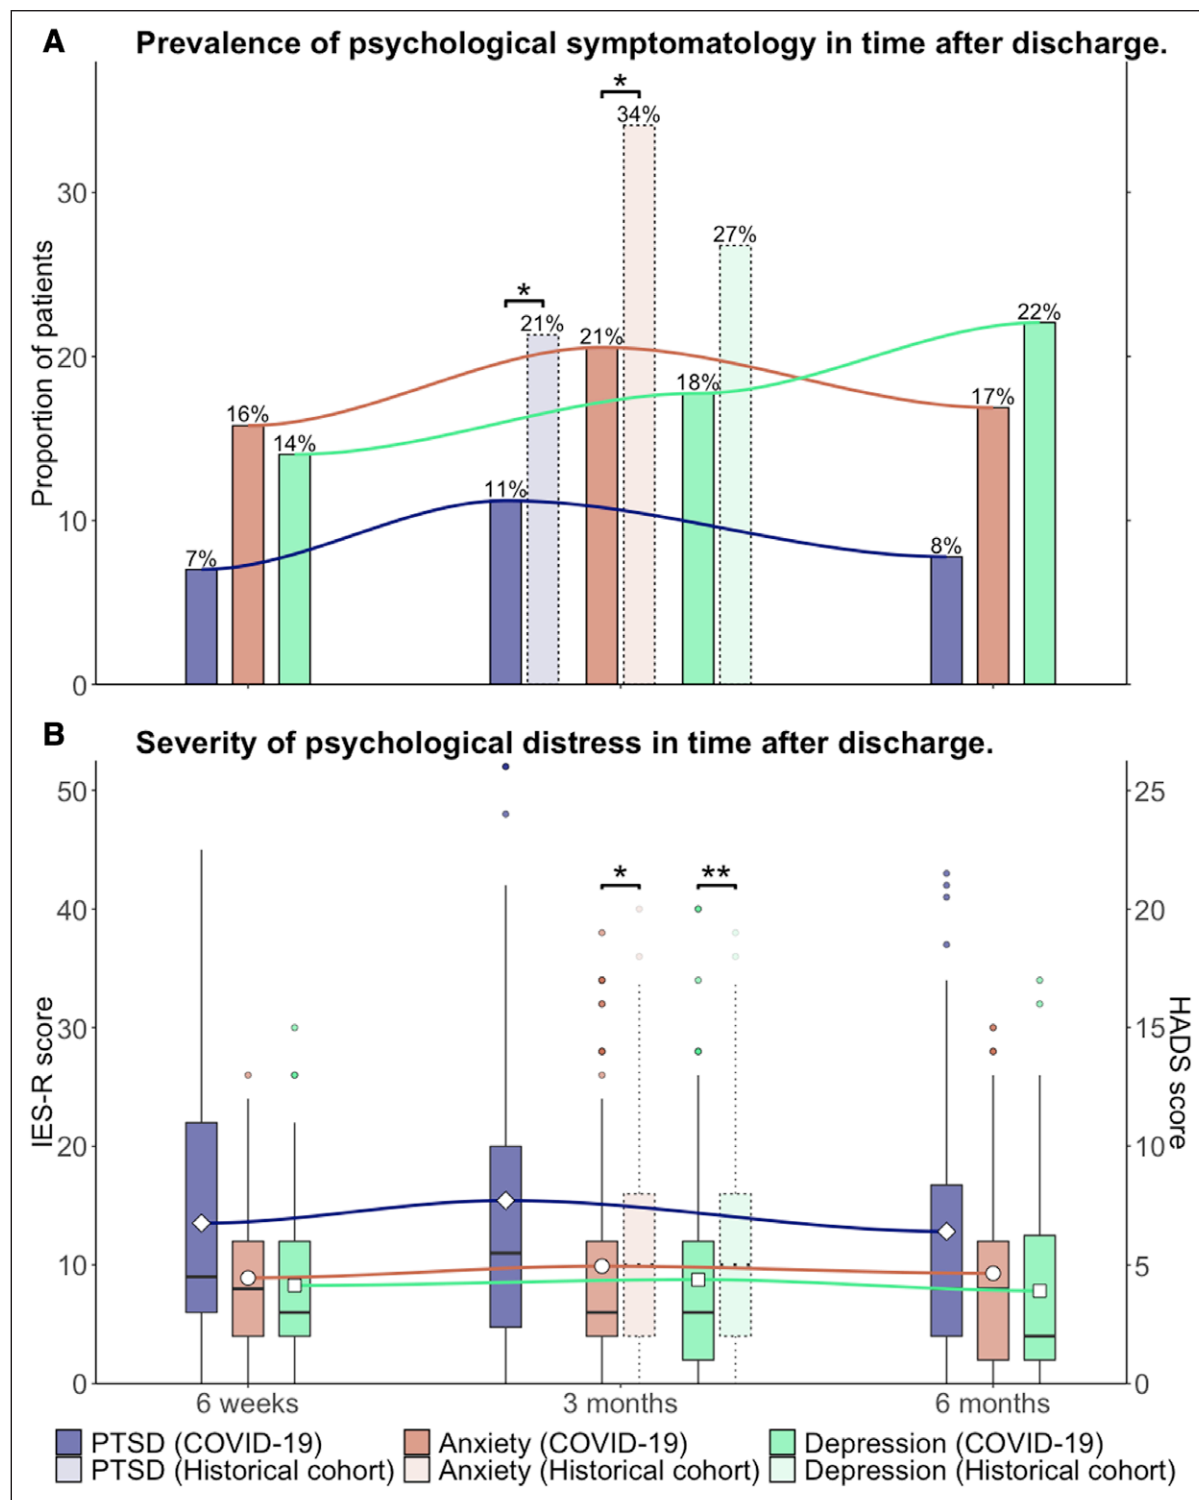 A
Prevalence of psychological symptomatology in time after discharge.
Proportion of patients
30
20
10
0
7%
16%
14%
11%
*
21%
21%
*
34%
18%
27%
8%
17%
22%
B
Severity of psychological distress in time after discharge.
IES-R score
50
40
30
20
10
0
*
**
HADS score
25
20
15
10
5
0
6 weeks
3 months
6 months
PTSD (COVID-19)
Anxiety (COVID-19)
Depression (COVID-19)
PTSD (Historical cohort)
Anxiety (Historical cohort)
Depression (Historical cohort)